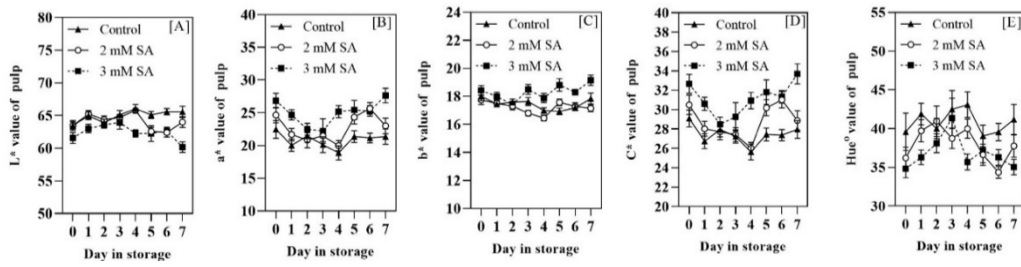 Control [A]
2 mM SA
3 mM SA
L* value of pulp
80
75
70
65
60
55
50
0 1 2 3 4 5 6 7
Day in storage
Control [B]
2 mM SA
3 mM SA
a* value of pulp
40
35
30
25
20
15
10
0 1 2 3 4 5 6 7
Day in storage
Control [C]
2 mM SA
3 mM SA
b* value of pulp
24
22
20
18
16
14
12
0 1 2 3 4 5 6 7
Day in storage
Control [D]
2 mM SA
3 mM SA
C* value of pulp
38
36
34
32
30
28
26
24
22
20
0 1 2 3 4 5 6 7
Day in storage
Control [E]
2 mM SA
3 mM SA
Hue° value of pulp
55
50
45
40
35
30
0 1 2 3 4 5 6 7
Day in storage